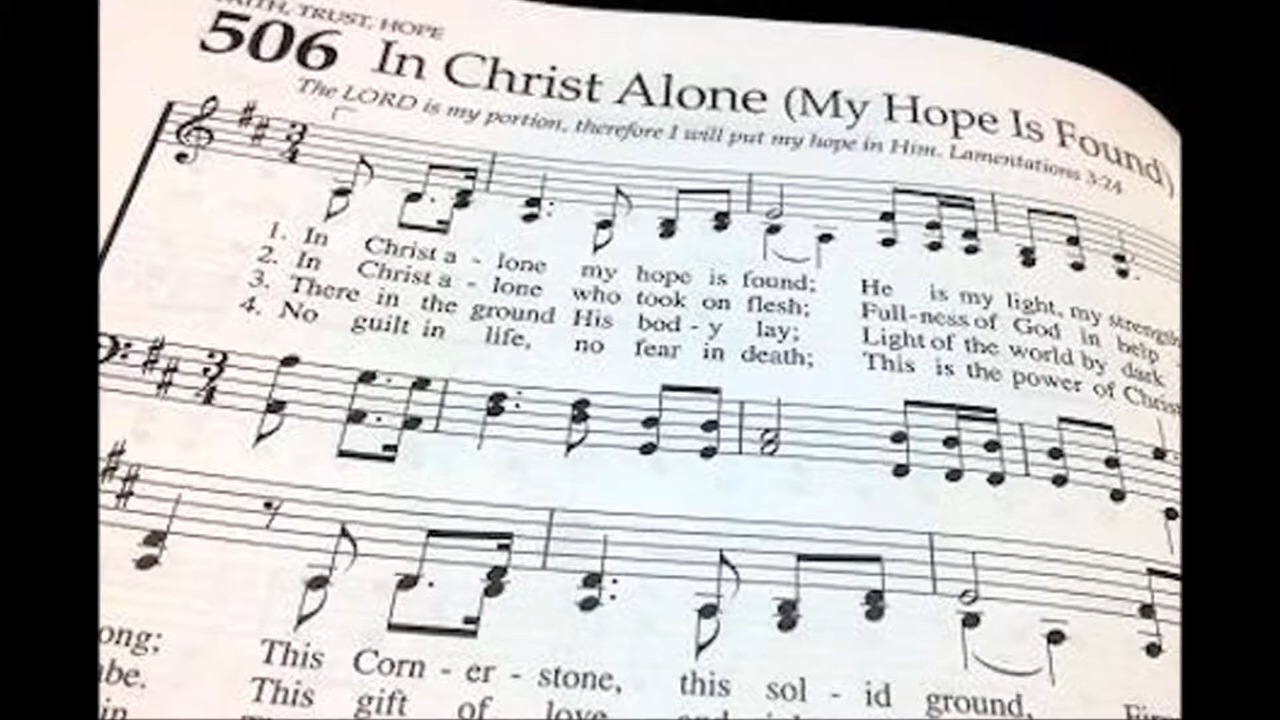 FAITH, TRUST, HOPE
506 In Christ Alone (My Hope Is Found)
The LORD is my portion, therefore I will put my hope in Him. Lamentations 3:24
1. In Christ a - lone my hope is found; He is my light, my strength
2. In Christ a - lone who took on flesh; Full-ness of God in help
3. There in the ground His bod - y lay; Light of the world by dark
4. No guilt in life, no fear in death; This is the power of Christ
ong; This Corn - er - stone, this sol - id ground,
abe. This gift of love
in